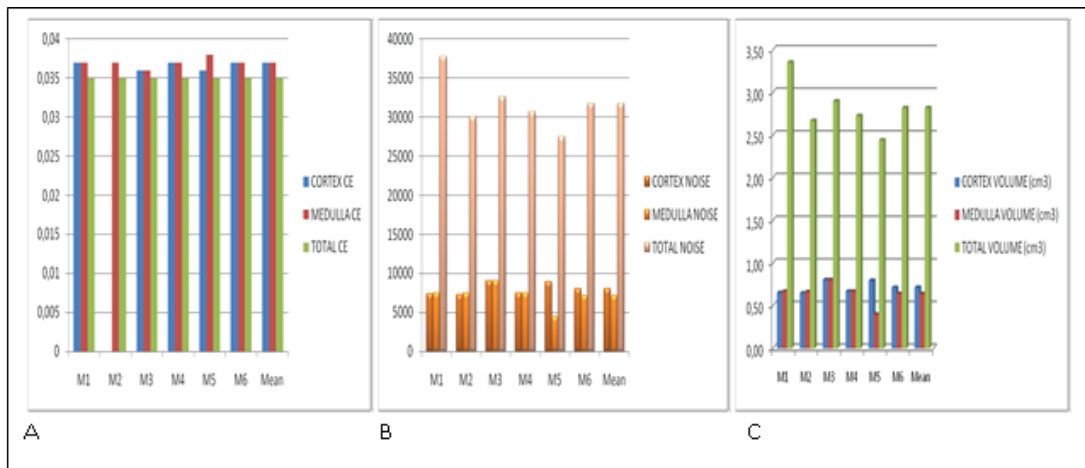 0,04
0,035
0,03
0,025
0,02
0,015
0,01
0,005
0
M1 M2 M3 M4 M5 M6 Mean
CORTEX CE
MEDULLA CE
TOTAL CE
A
40000
35000
30000
25000
20000
15000
10000
5000
0
M1 M2 M3 M4 M5 M6 Mean
CORTEX NOISE
MEDULLA NOISE
TOTAL NOISE
B
3,50
3,00
2,50
2,00
1,50
1,00
0,50
0,00
M1 M2 M3 M4 M5 M6 Mean
CORTEX VOLUME (cm3)
MEDULLA VOLUME (cm3)
TOTAL VOLUME (cm3)
C